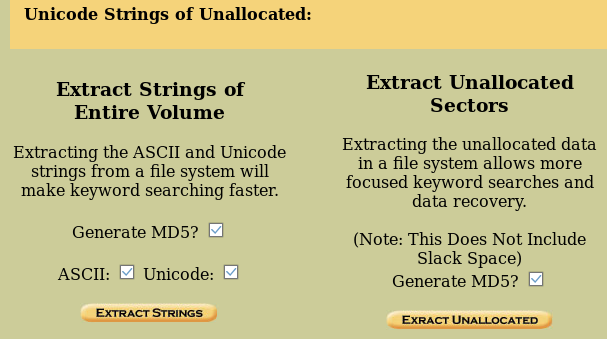 Unicode Strings of Unallocated:
Extract Strings of
Entire Volume
Extracting the ASCII and Unicode
strings from a file system will
make keyword searching faster.
Generate MD5?
ASCII: Unicode:
EXTRACT STRINGS
Extract Unallocated
Sectors
Extracting the unallocated data
in a file system allows more
focused keyword searches and
data recovery.
(Note: This Does Not Include
Slack Space)
Generate MD5?
EXRACT UNALLOCATED